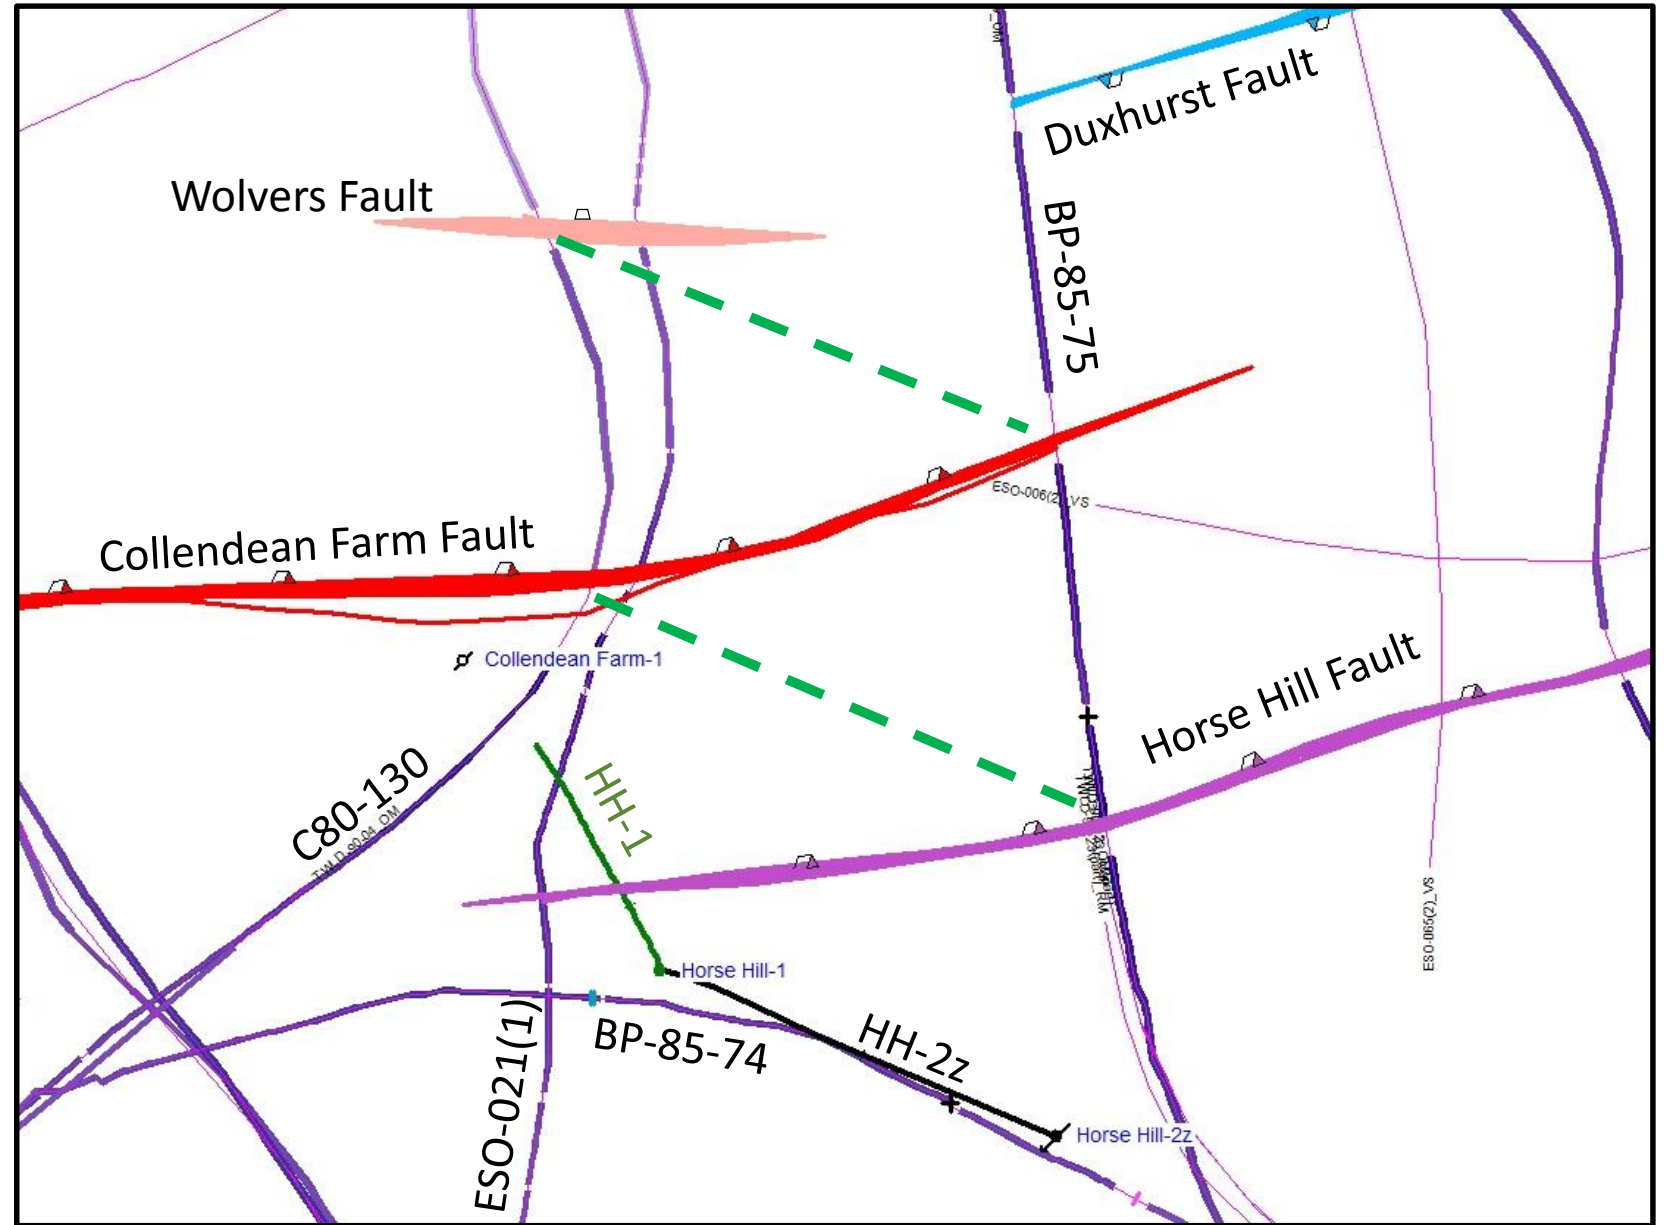 Duxhurst Fault
Wolvers Fault
BP-85-75
ESO-006(2)_VS
Collendean Farm Fault
Collendean Farm-1
Horse Hill Fault
HH-1
C80-130
TWLD-90-04_OM
Horse Hill-1
ESO-065(2)_VS
BP-85-74
HH-2z
ESO-021(1)
Horse Hill-2z